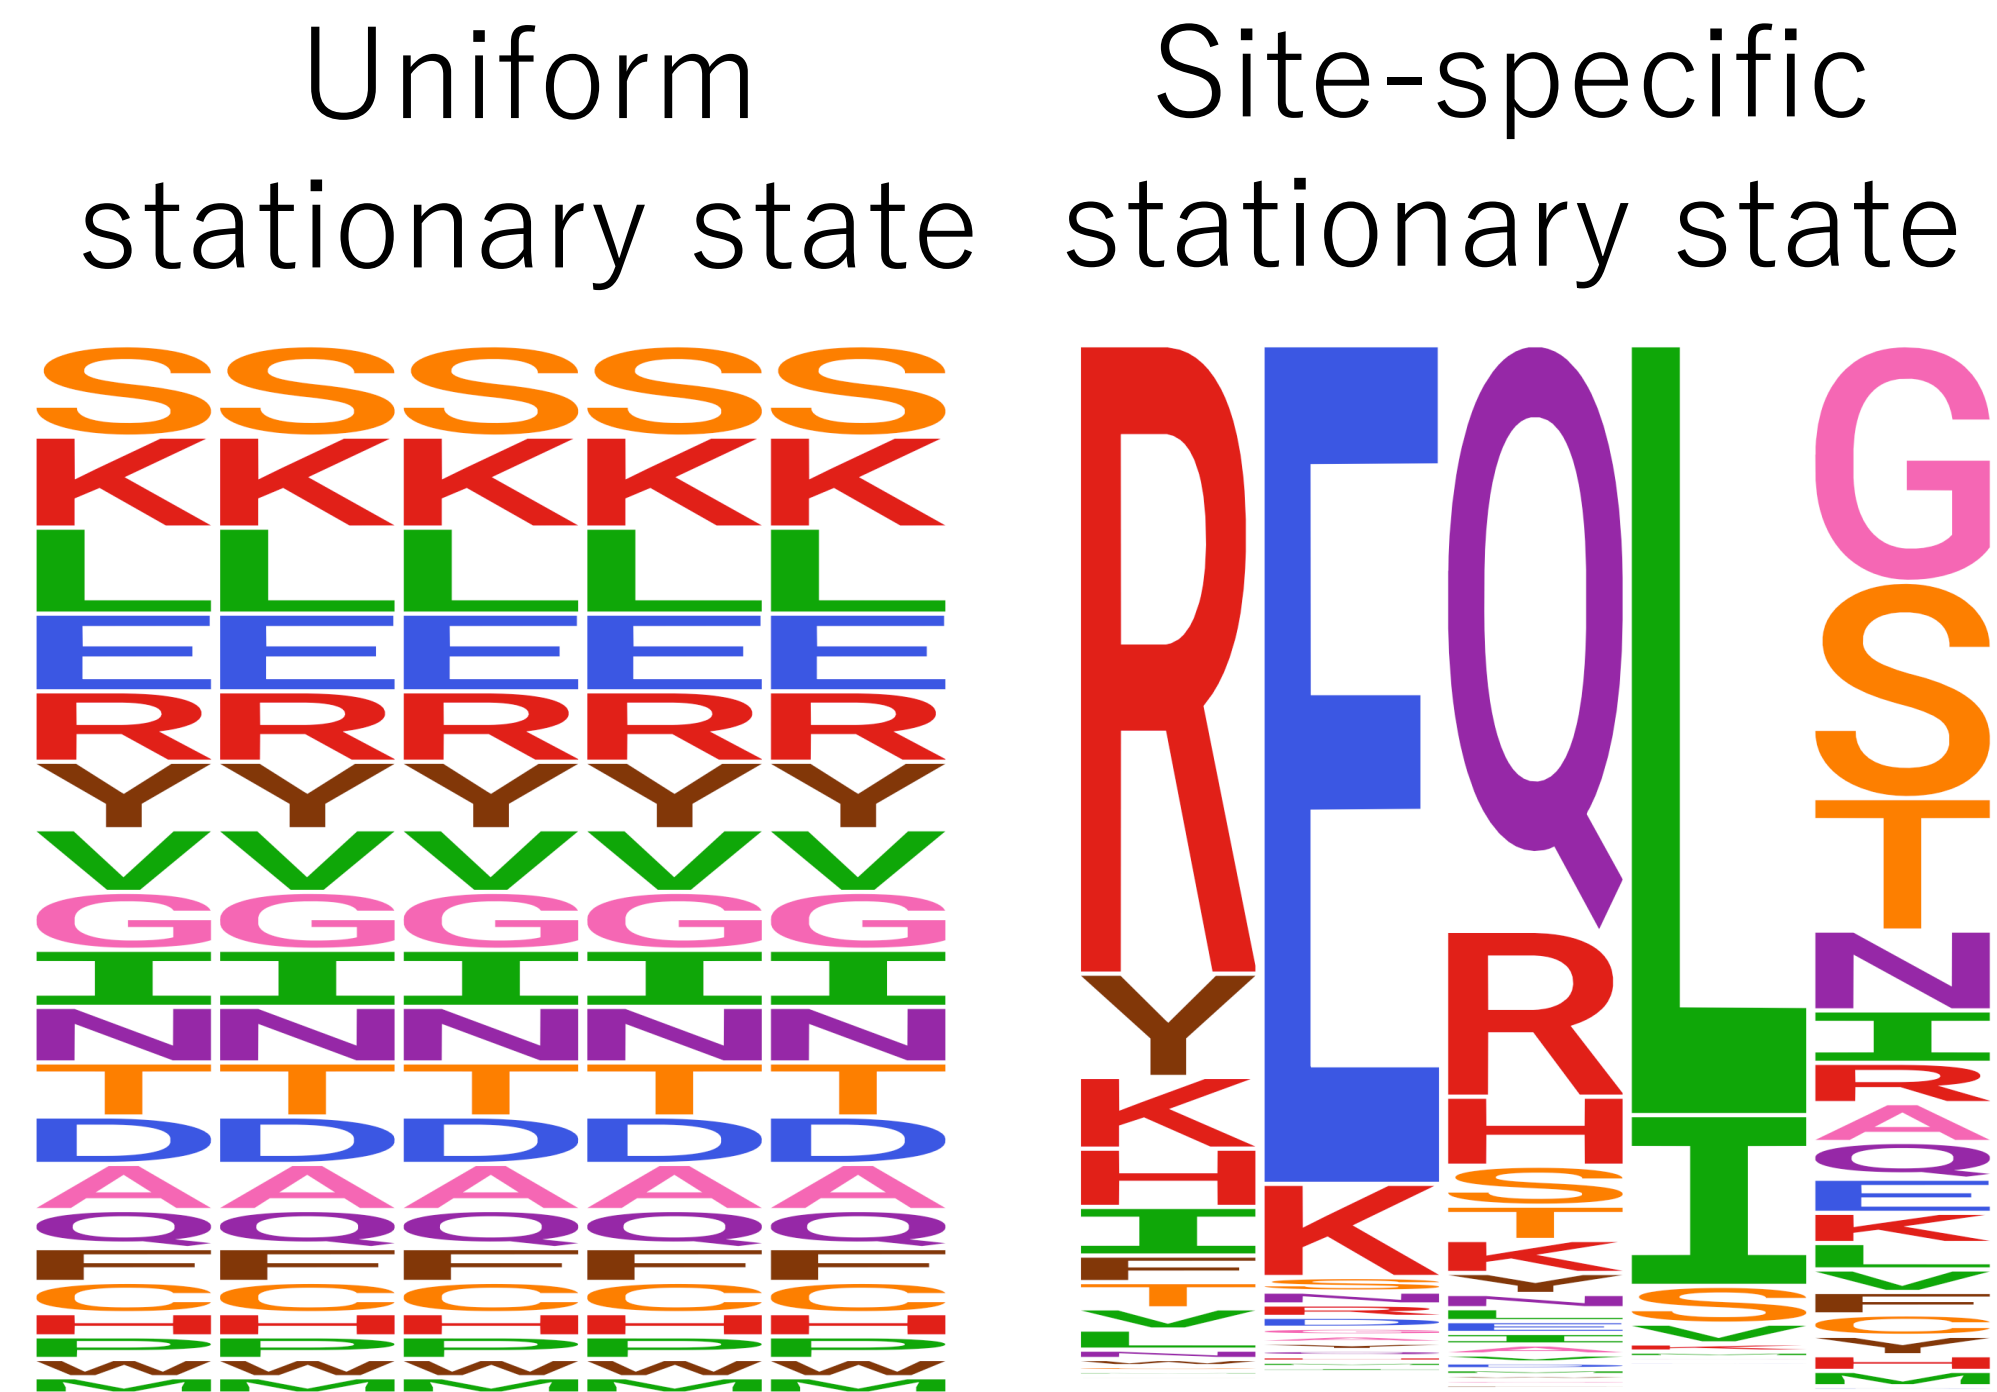 Uniform
stationary state
Site-specific
stationary state
S S S S S
K K K K K
L L L L L
E E E E E
R R R R R
Y Y Y Y Y
V V V V V
G G G G G
I I I I I
N N N N N
T T T T T
D D D D D
A A A A A
Q Q Q Q Q
F F F F F
C C C C C
H H H H H
P P P P P
W W W W W
M M M M M
R E Q L G
Y K R I S
K S H S T
H N S V N
I R T I
F D K R
T Y A
V N Q
L L E
N K
L
V
F
C
Y
H
M